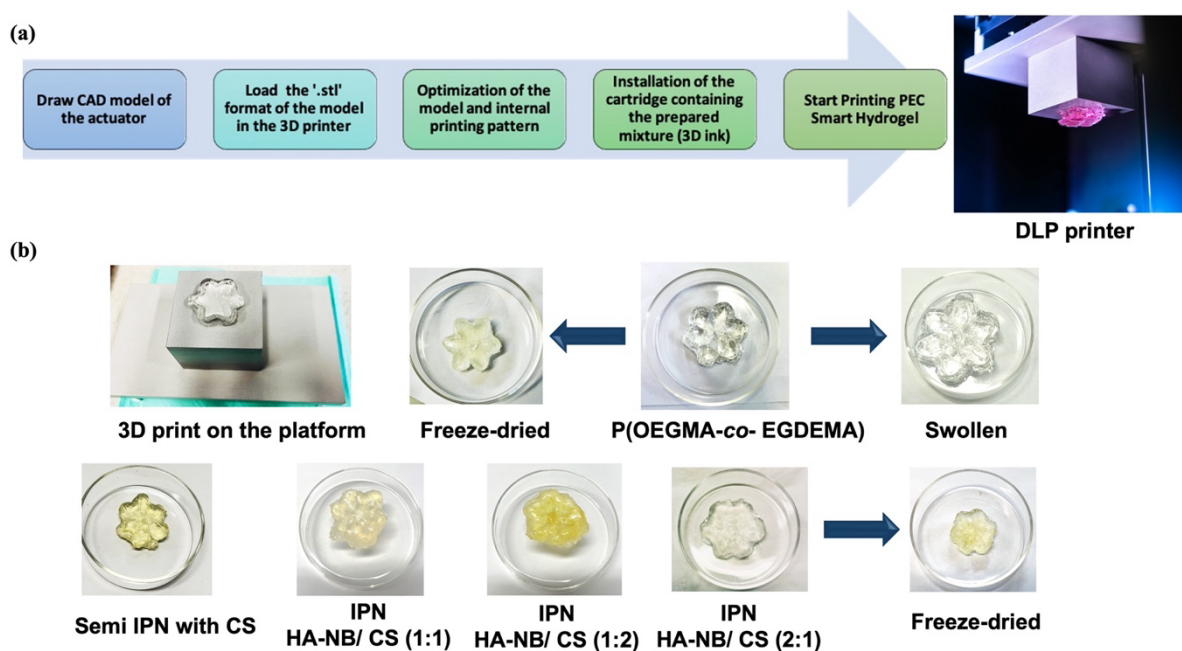 (a)
Draw CAD model of
the actuator
Load the '.stl'
format of the model
in the 3D printer
Optimization of the
model and internal
printing pattern
Installation of the
cartridge containing
the prepared
mixture (3D ink)
Start Printing PEC
Smart Hydrogel
DLP printer
(b)
3D print on the platform
Freeze-dried
P(OEGMA-co- EGDEMA)
Swollen
Semi IPN with CS
IPN
HA-NB/ CS (1:1)
IPN
HA-NB/ CS (1:2)
IPN
HA-NB/ CS (2:1)
Freeze-dried